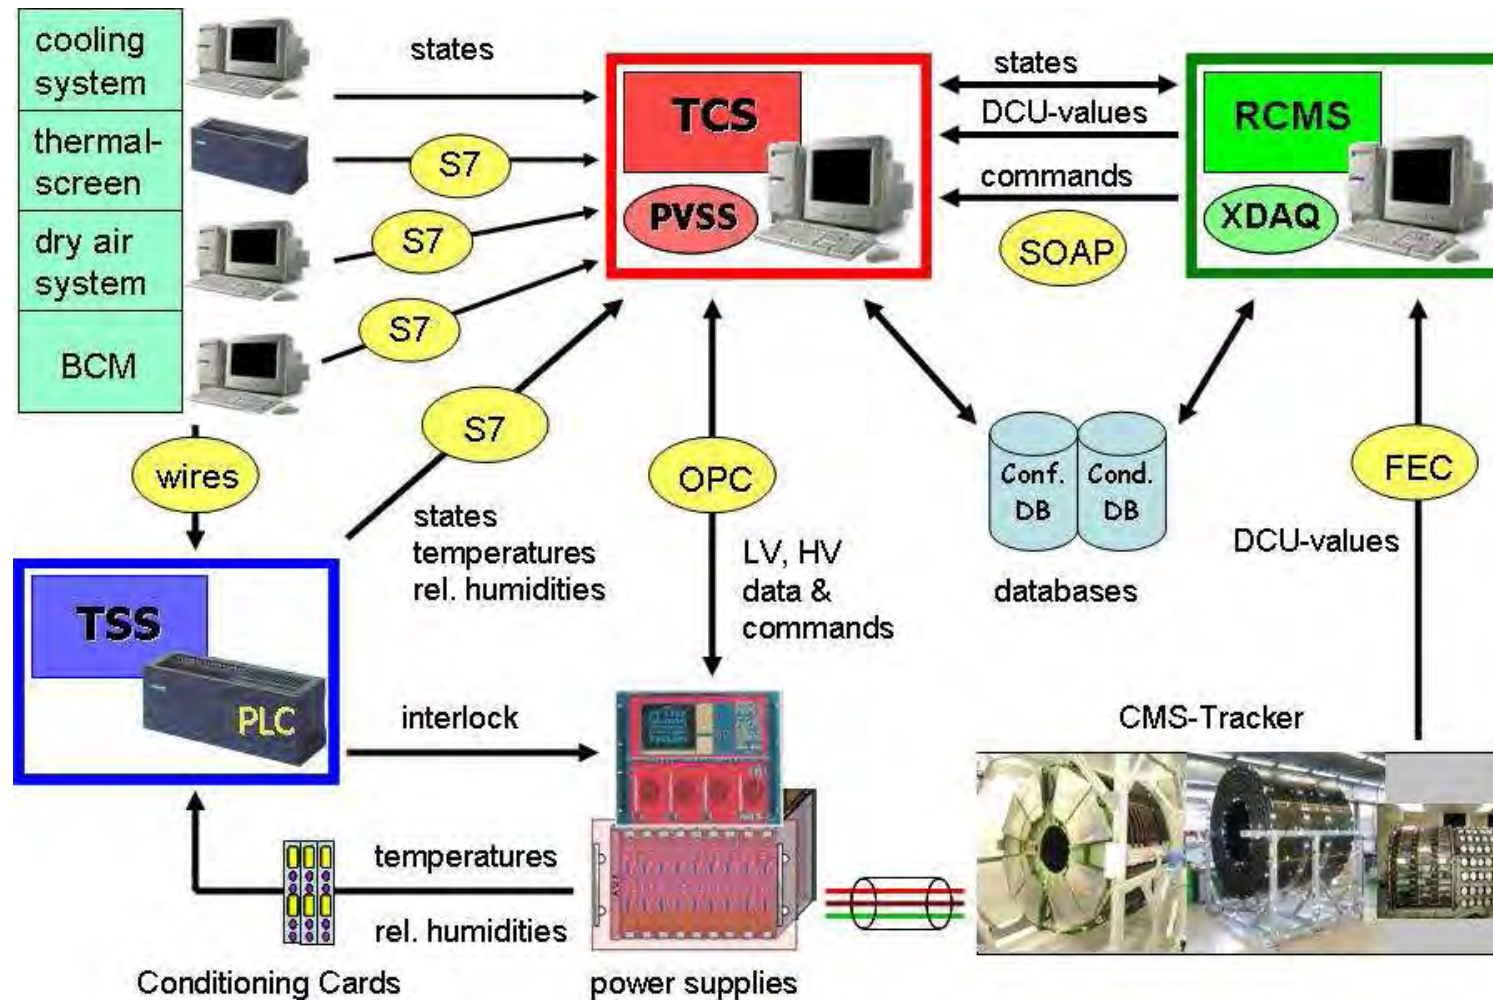 cooling
system
thermal-
screen
dry air
system
BCM
states
S7
S7
S7
S7
TCS
PVSS
states
DCU-values
commands
SOAP
RCMS
XDAQ
wires
OPC
Conf.
DB
Cond.
DB
databases
FEC
DCU-values
states
temperatures
rel. humidities
LV, HV
data &
commands
TSS
PLC
interlock
CMS-Tracker
temperatures
rel. humidities
Conditioning Cards
power supplies